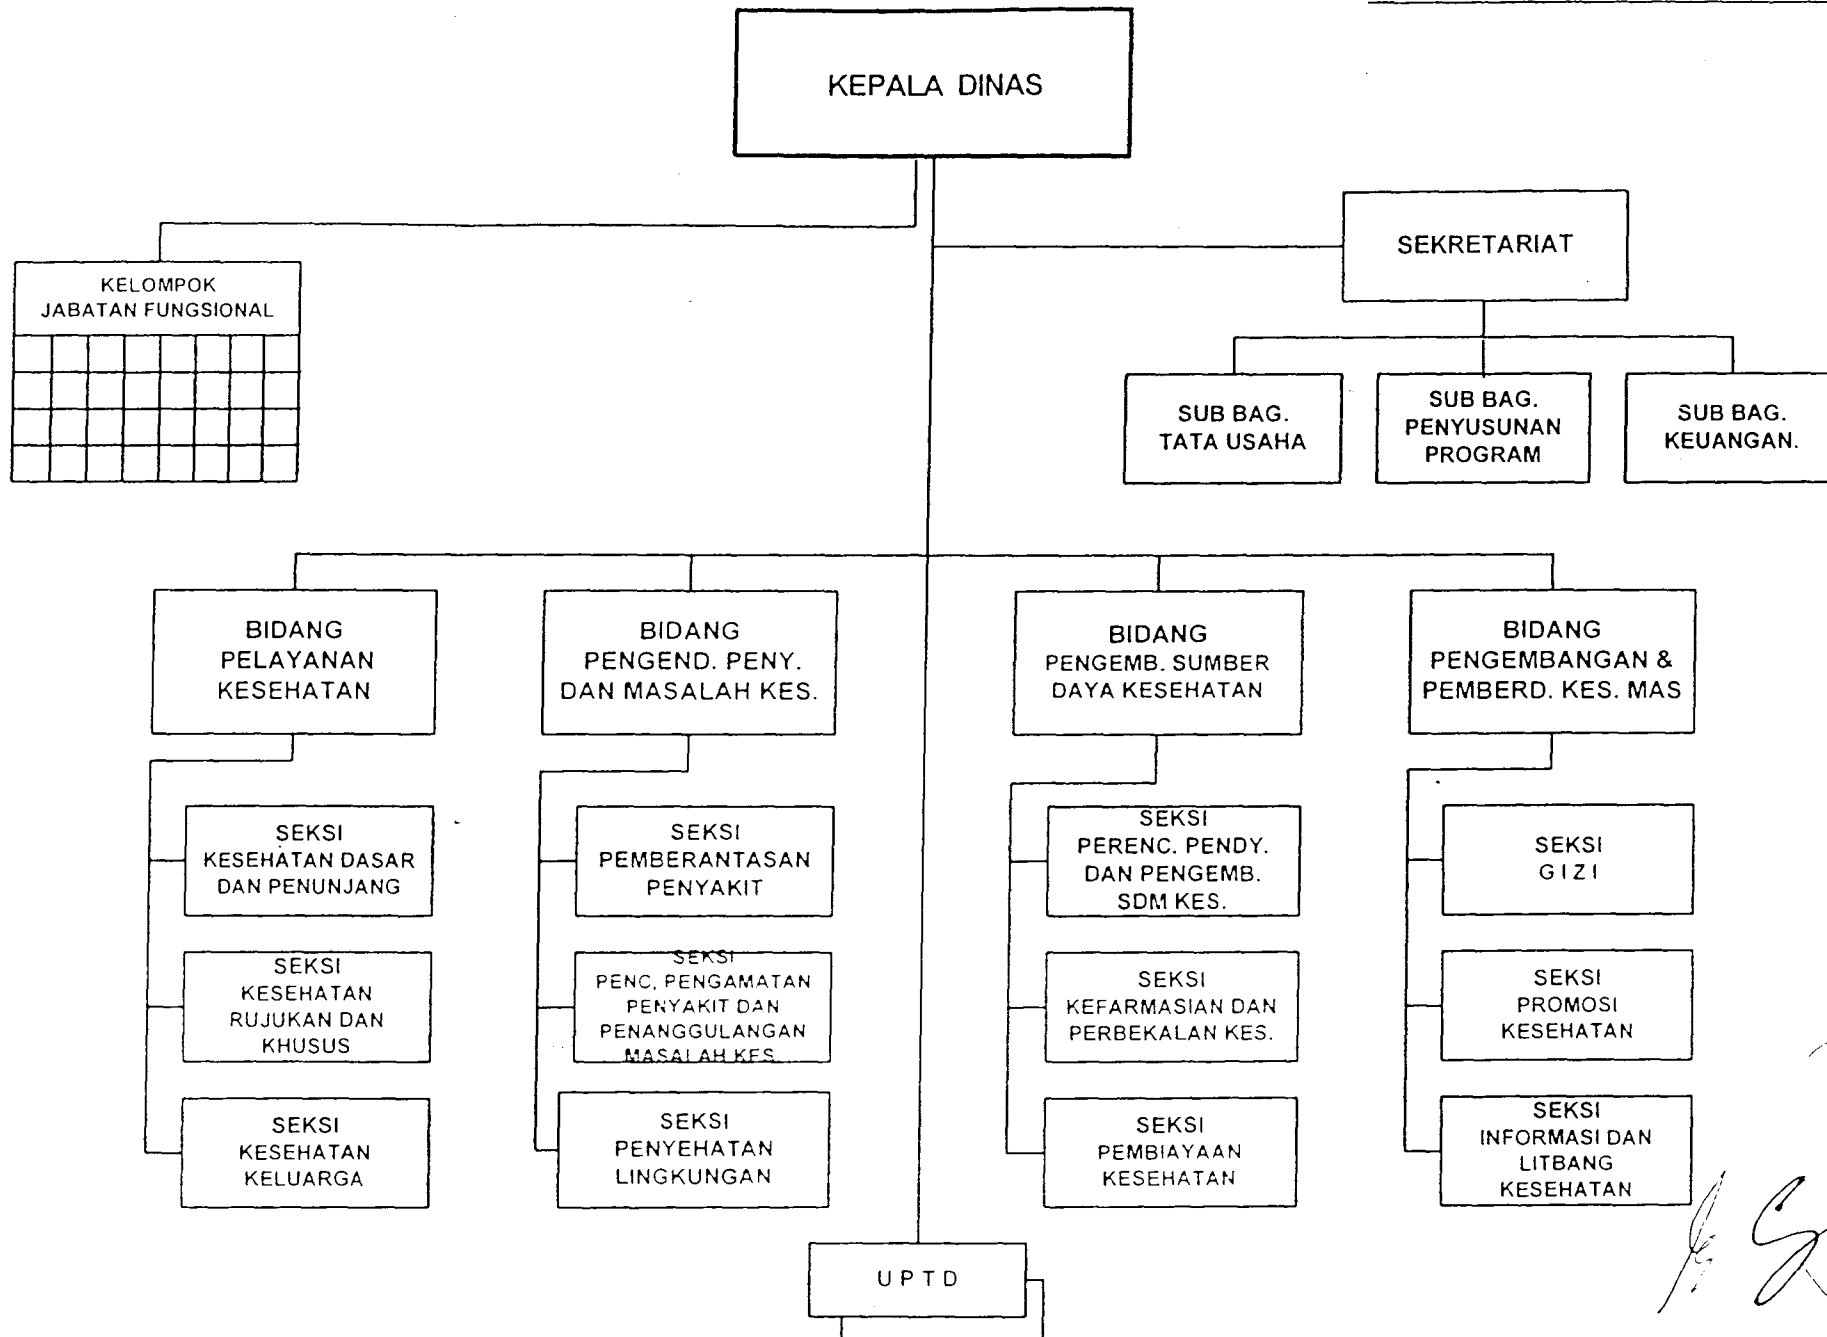 KEPALA DINAS
SEKRETARIAT
KELOMPOK
JABATAN FUNGSIONAL
SUB BAG.
TATA USAHA
SUB BAG.
PENYUSUNAN
PROGRAM
SUB BAG.
KEUANGAN.
BIDANG
PELAYANAN
KESEHATAN
BIDANG
PENGEND. PENY.
DAN MASALAH KES.
BIDANG
PENGEMB. SUMBER
DAYA KESEHATAN
BIDANG
PENGEMBANGAN &
PEMBERD. KES. MAS
SEKSI
KESEHATAN DASAR
DAN PENUNJANG
SEKSI
PEMBERANTASAN
PENYAKIT
SEKSI
PERENC. PENDY.
DAN PENGEMB.
SDM KES.
SEKSI
GIZI
SEKSI
KESEHATAN
RUJUKAN DAN
KHUSUS
SEKSI
PENC, PENGAMATAN
PENYAKIT DAN
PENANGGULANGAN
MASALAH KES.
SEKSI
KEFARMASIAN DAN
PERBEKALAN KES.
SEKSI
PROMOSI
KESEHATAN
SEKSI
KESEHATAN
KELUARGA
SEKSI
PENYEHATAN
LINGKUNGAN
SEKSI
PEMBIAYAAN
KESEHATAN
SEKSI
INFORMASI DAN
LITBANG
KESEHATAN
UPTD